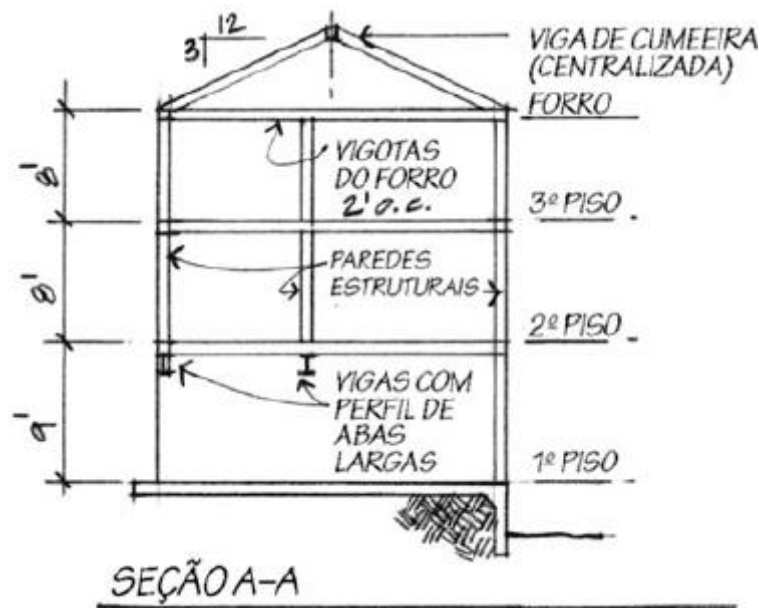 12
3
VIGA DE CUMEEIRA
(CENTRALIZADA)
FORRO
8'
VIGOTAS
DO FORRO
2' o.c.
3º PISO
8'
PAREDES
ESTRUTURAIS
2º PISO
9'
VIGAS COM
PERFIL DE
ABAS
LARGAS
1º PISO
SEÇÃO A-A